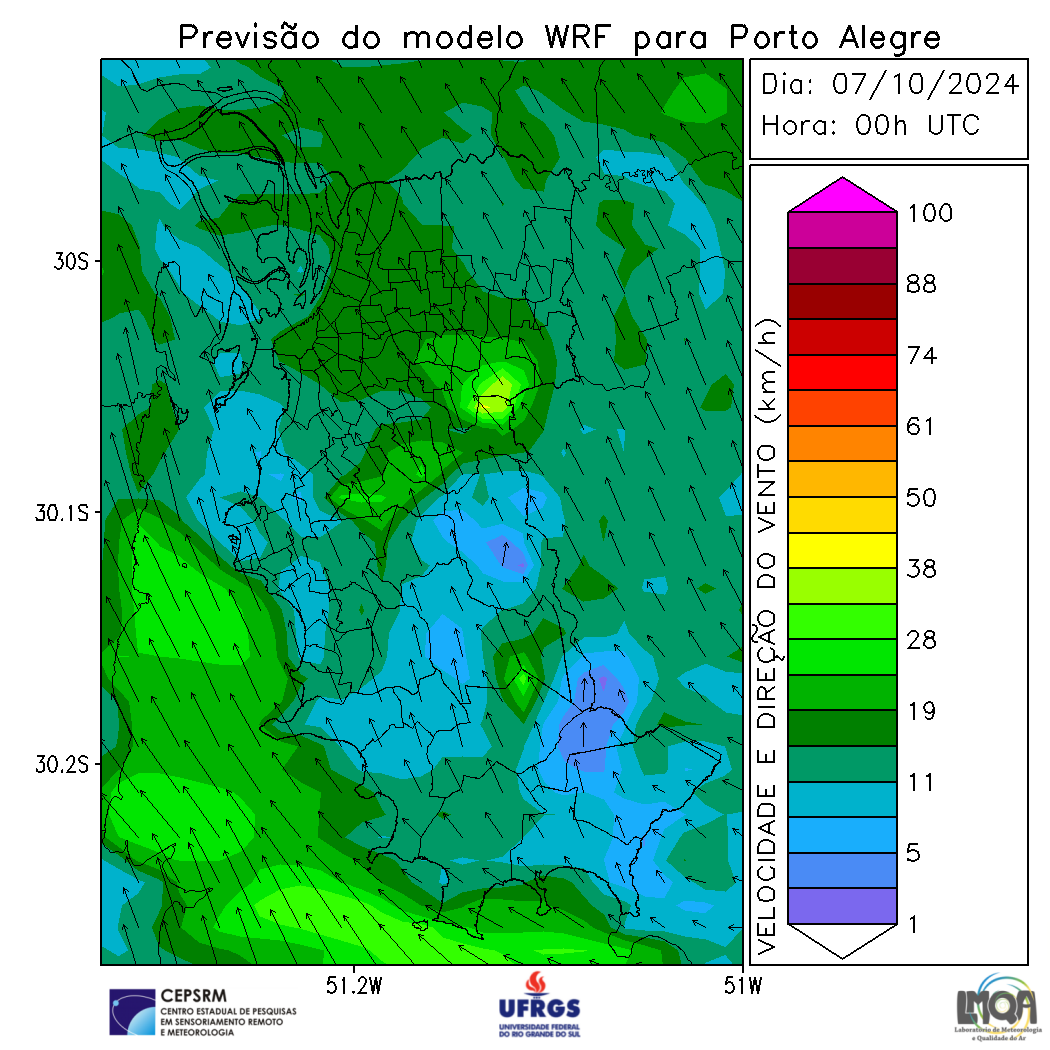 Previsão do modelo WRF para Porto Alegre
Dia: 07/10/2024
Hora: 00h UTC
30S
30.1S
30.2S
51.2W
51W
VELOCIDADE E DIREÇÃO DO VENTO (km/h)
100
88
74
61
50
38
28
19
11
5
1
CEPSRM
CENTRO ESTADUAL DE PESQUISAS
EM SENSORIAMENTO REMOTO
E METEOROLOGIA
UFRGS
UNIVERSIDADE FEDERAL
DO RIO GRANDE DO SUL
LMQA
Laboratório de Meteorologia
e Qualidade do Ar